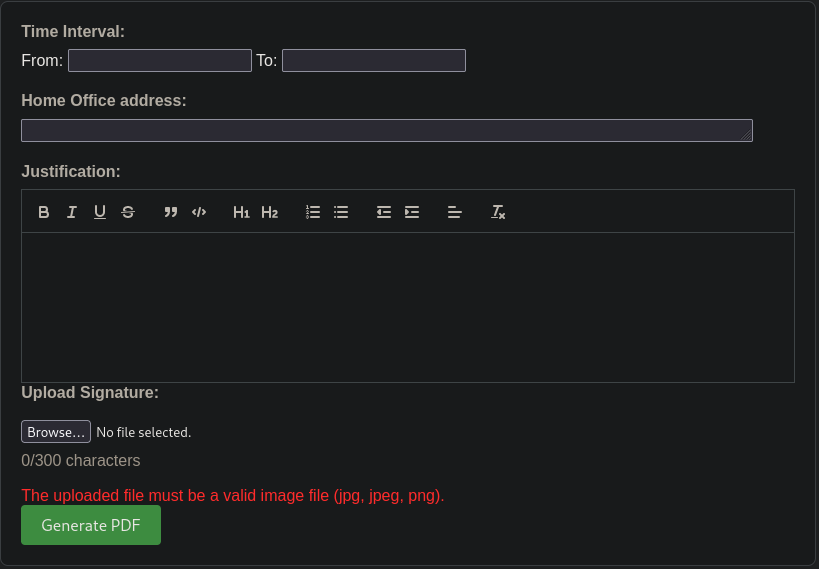 Time Interval:
From: To:
Home Office address:
Justification:
B I U S ” </> H1 H2
Upload Signature:
Browse... No file selected.
0/300 characters
The uploaded file must be a valid image file (jpg, jpeg, png).
Generate PDF